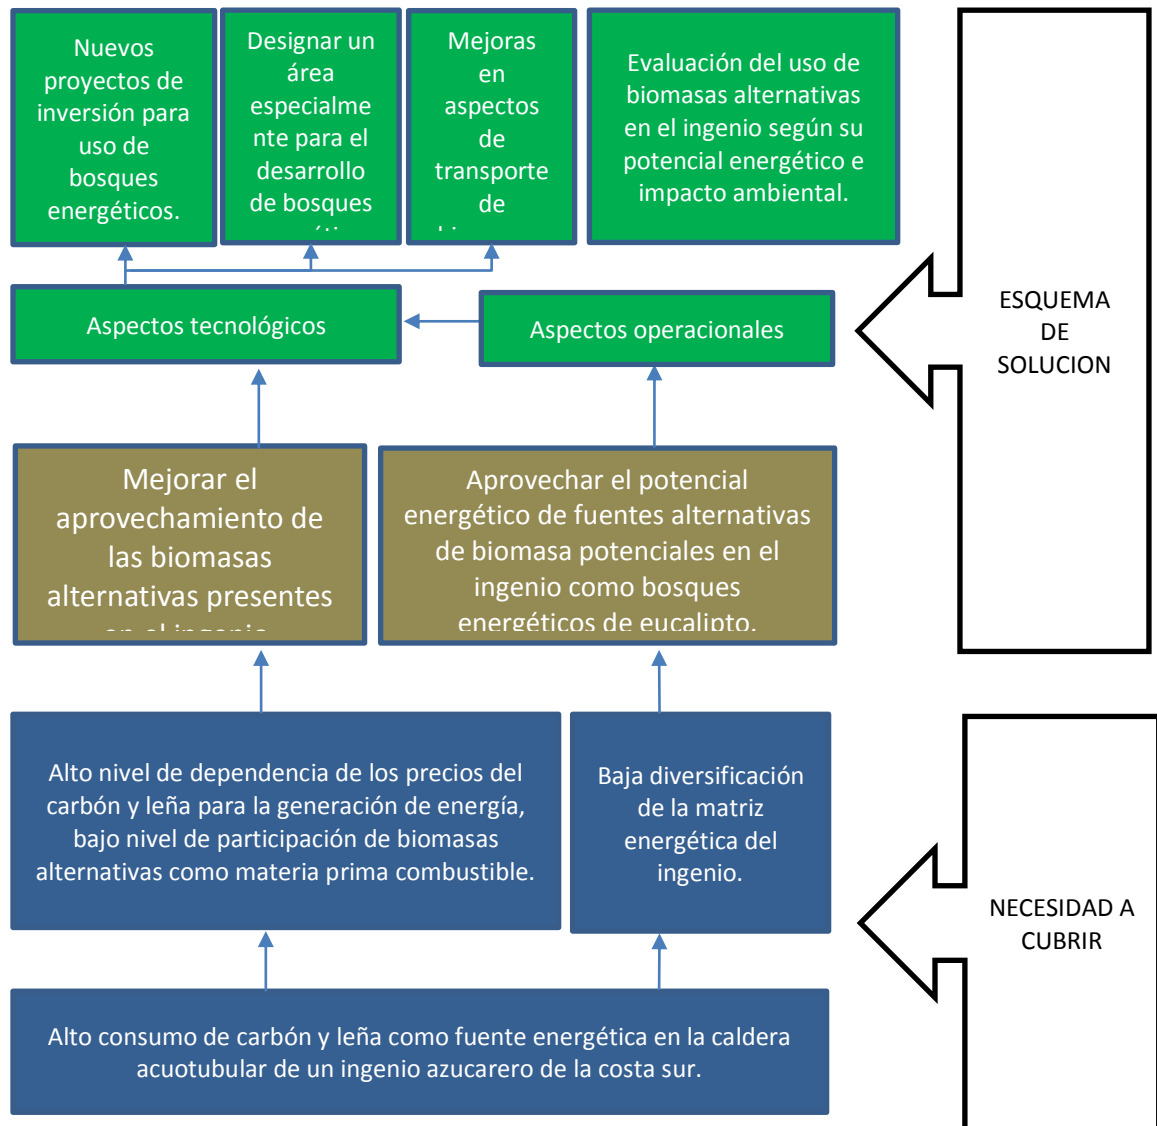 Nuevos
proyectos de
inversión para
uso de
bosques
energéticos.
Designar un
área
especialme
nte para el
desarrollo
de bosques
Mejoras
en
aspectos
de
transporte
de
Evaluación del uso de
biomasas alternativas
en el ingenio según su
potencial energético e
impacto ambiental.
ESQUEMA
DE
SOLUCION
Aspectos tecnológicos
Aspectos operacionales
Mejorar el
aprovechamiento de
las biomasas
alternativas presentes
en el ingenio
Aprovechar el potencial
energético de fuentes alternativas
de biomasa potenciales en el
ingenio como bosques
energéticos de eucalipto.
Alto nivel de dependencia de los precios del
carbón y leña para la generación de energía,
bajo nivel de participación de biomasas
alternativas como materia prima combustible.
Baja diversificación
de la matriz
energética del
ingenio.
NECESIDAD A
CUBRIR
Alto consumo de carbón y leña como fuente energética en la caldera
acuotubular de un ingenio azucarero de la costa sur.